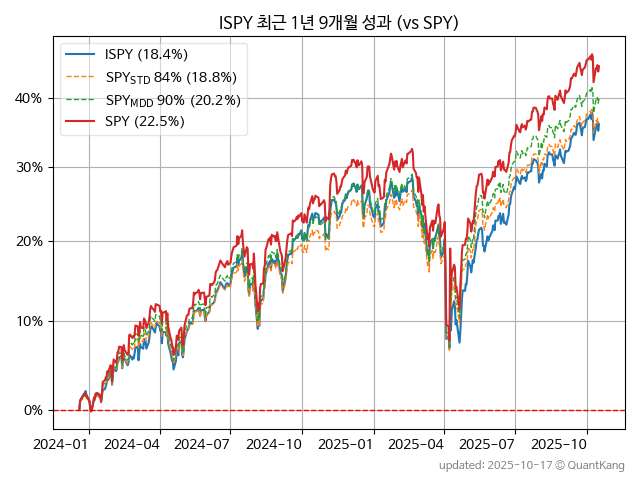 ISPY 최근 1년 9개월 성과 (vs SPY)
ISPY (18.4%)
SPY_STD 84% (18.8%)
SPY_MDD 90% (20.2%)
SPY (22.5%)
40%
30%
20%
10%
0%
2024-01 2024-04 2024-07 2024-10 2025-01 2025-04 2025-07 2025-10
updated: 2025-10-17 © QuantKang